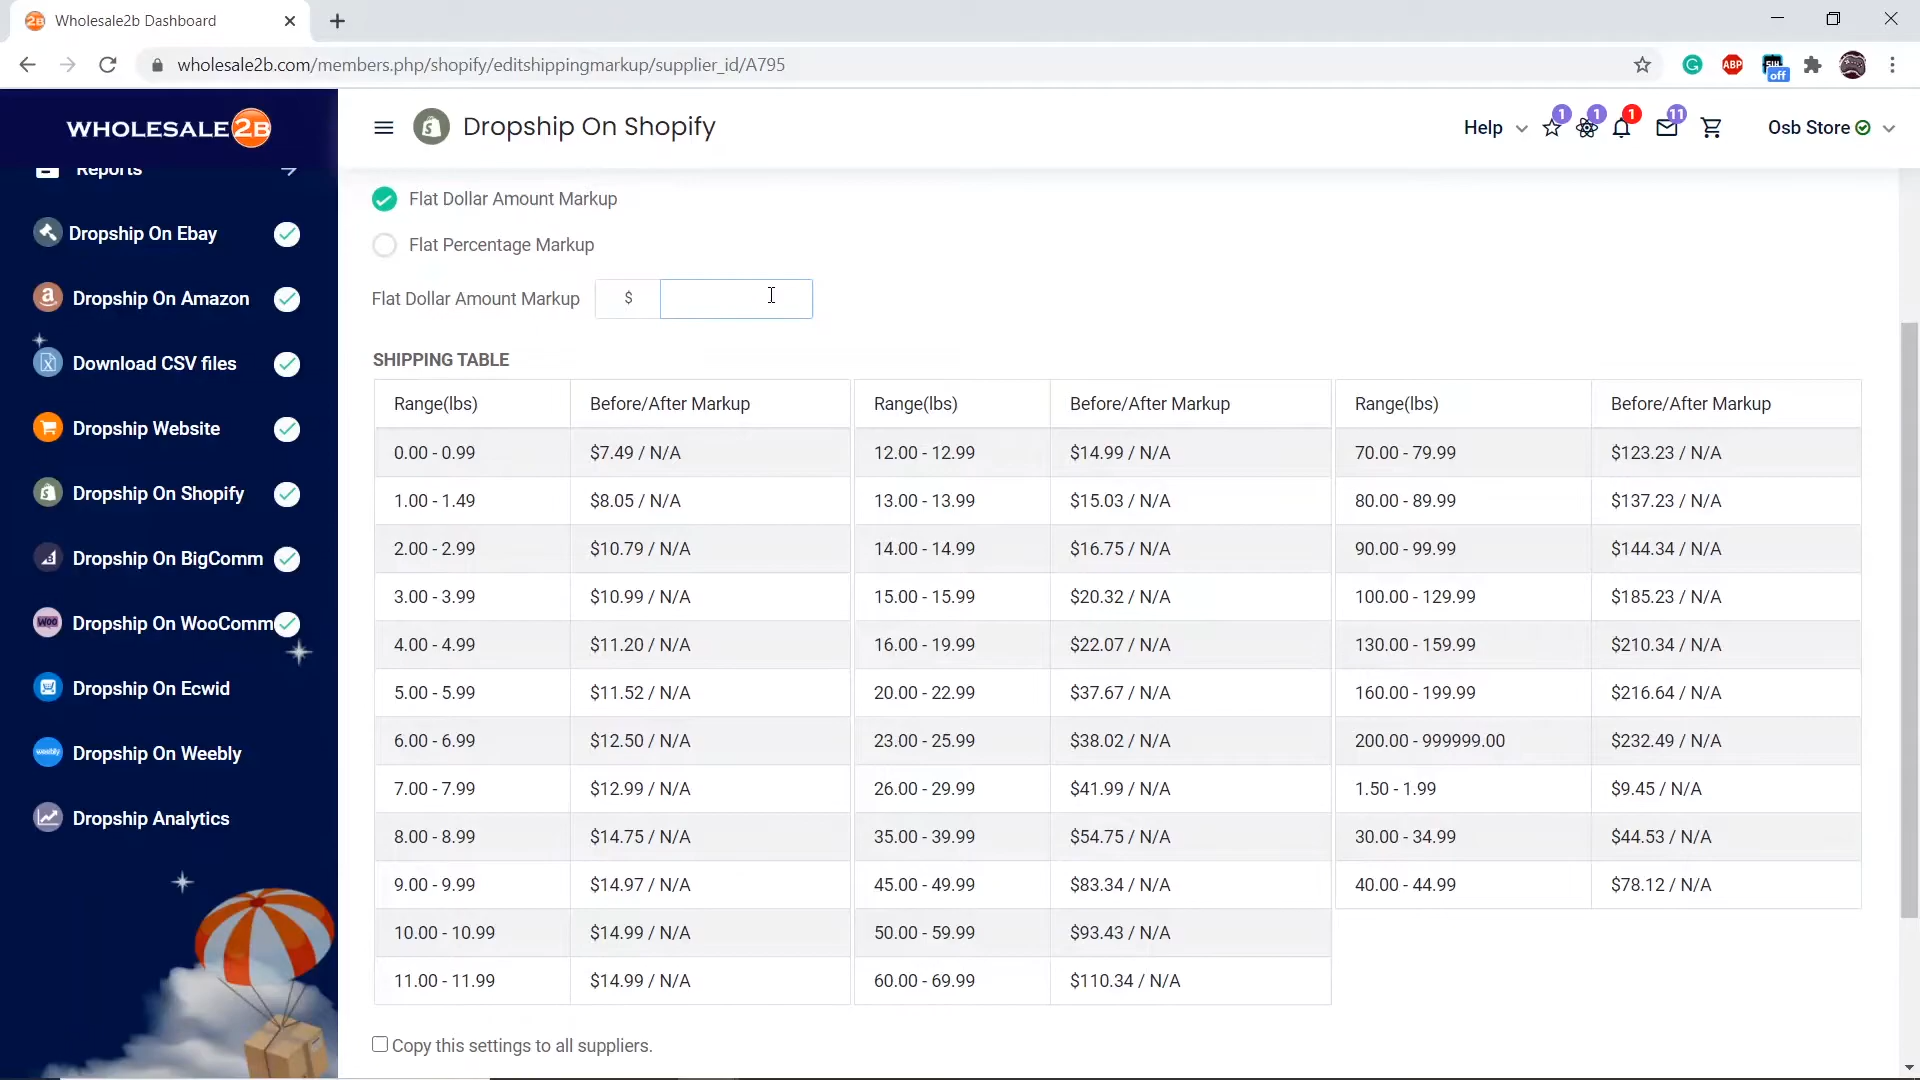 Wholesale2b Dashboard
wholesale2b.com/members.php/shopify/editshippingmarkup/supplier_id/A795
ABP
off
WHOLESALE2B
Dropship On Shopify
Help
1
1
1
11
Osb Store
Reports
Dropship On Ebay
Dropship On Amazon
Download CSV files
Dropship Website
Dropship On Shopify
Dropship On BigComm
Dropship On WooComm
Dropship On Ecwid
Dropship On Weebly
Dropship Analytics
Flat Dollar Amount Markup
Flat Percentage Markup
Flat Dollar Amount Markup $
SHIPPING TABLE
Range(lbs) Before/After Markup Range(lbs) Before/After Markup Range(lbs) Before/After Markup
0.00 - 0.99 $7.49 / N/A 12.00 - 12.99 $14.99 / N/A 70.00 - 79.99 $123.23 / N/A
1.00 - 1.49 $8.05 / N/A 13.00 - 13.99 $15.03 / N/A 80.00 - 89.99 $137.23 / N/A
2.00 - 2.99 $10.79 / N/A 14.00 - 14.99 $16.75 / N/A 90.00 - 99.99 $144.34 / N/A
3.00 - 3.99 $10.99 / N/A 15.00 - 15.99 $20.32 / N/A 100.00 - 129.99 $185.23 / N/A
4.00 - 4.99 $11.20 / N/A 16.00 - 19.99 $22.07 / N/A 130.00 - 159.99 $210.34 / N/A
5.00 - 5.99 $11.52 / N/A 20.00 - 22.99 $37.67 / N/A 160.00 - 199.99 $216.64 / N/A
6.00 - 6.99 $12.50 / N/A 23.00 - 25.99 $38.02 / N/A 200.00 - 999999.00 $232.49 / N/A
7.00 - 7.99 $12.99 / N/A 26.00 - 29.99 $41.99 / N/A 1.50 - 1.99 $9.45 / N/A
8.00 - 8.99 $14.75 / N/A 35.00 - 39.99 $54.75 / N/A 30.00 - 34.99 $44.53 / N/A
9.00 - 9.99 $14.97 / N/A 45.00 - 49.99 $83.34 / N/A 40.00 - 44.99 $78.12 / N/A
10.00 - 10.99 $14.99 / N/A 50.00 - 59.99 $93.43 / N/A
11.00 - 11.99 $14.99 / N/A 60.00 - 69.99 $110.34 / N/A
Copy this settings to all suppliers.